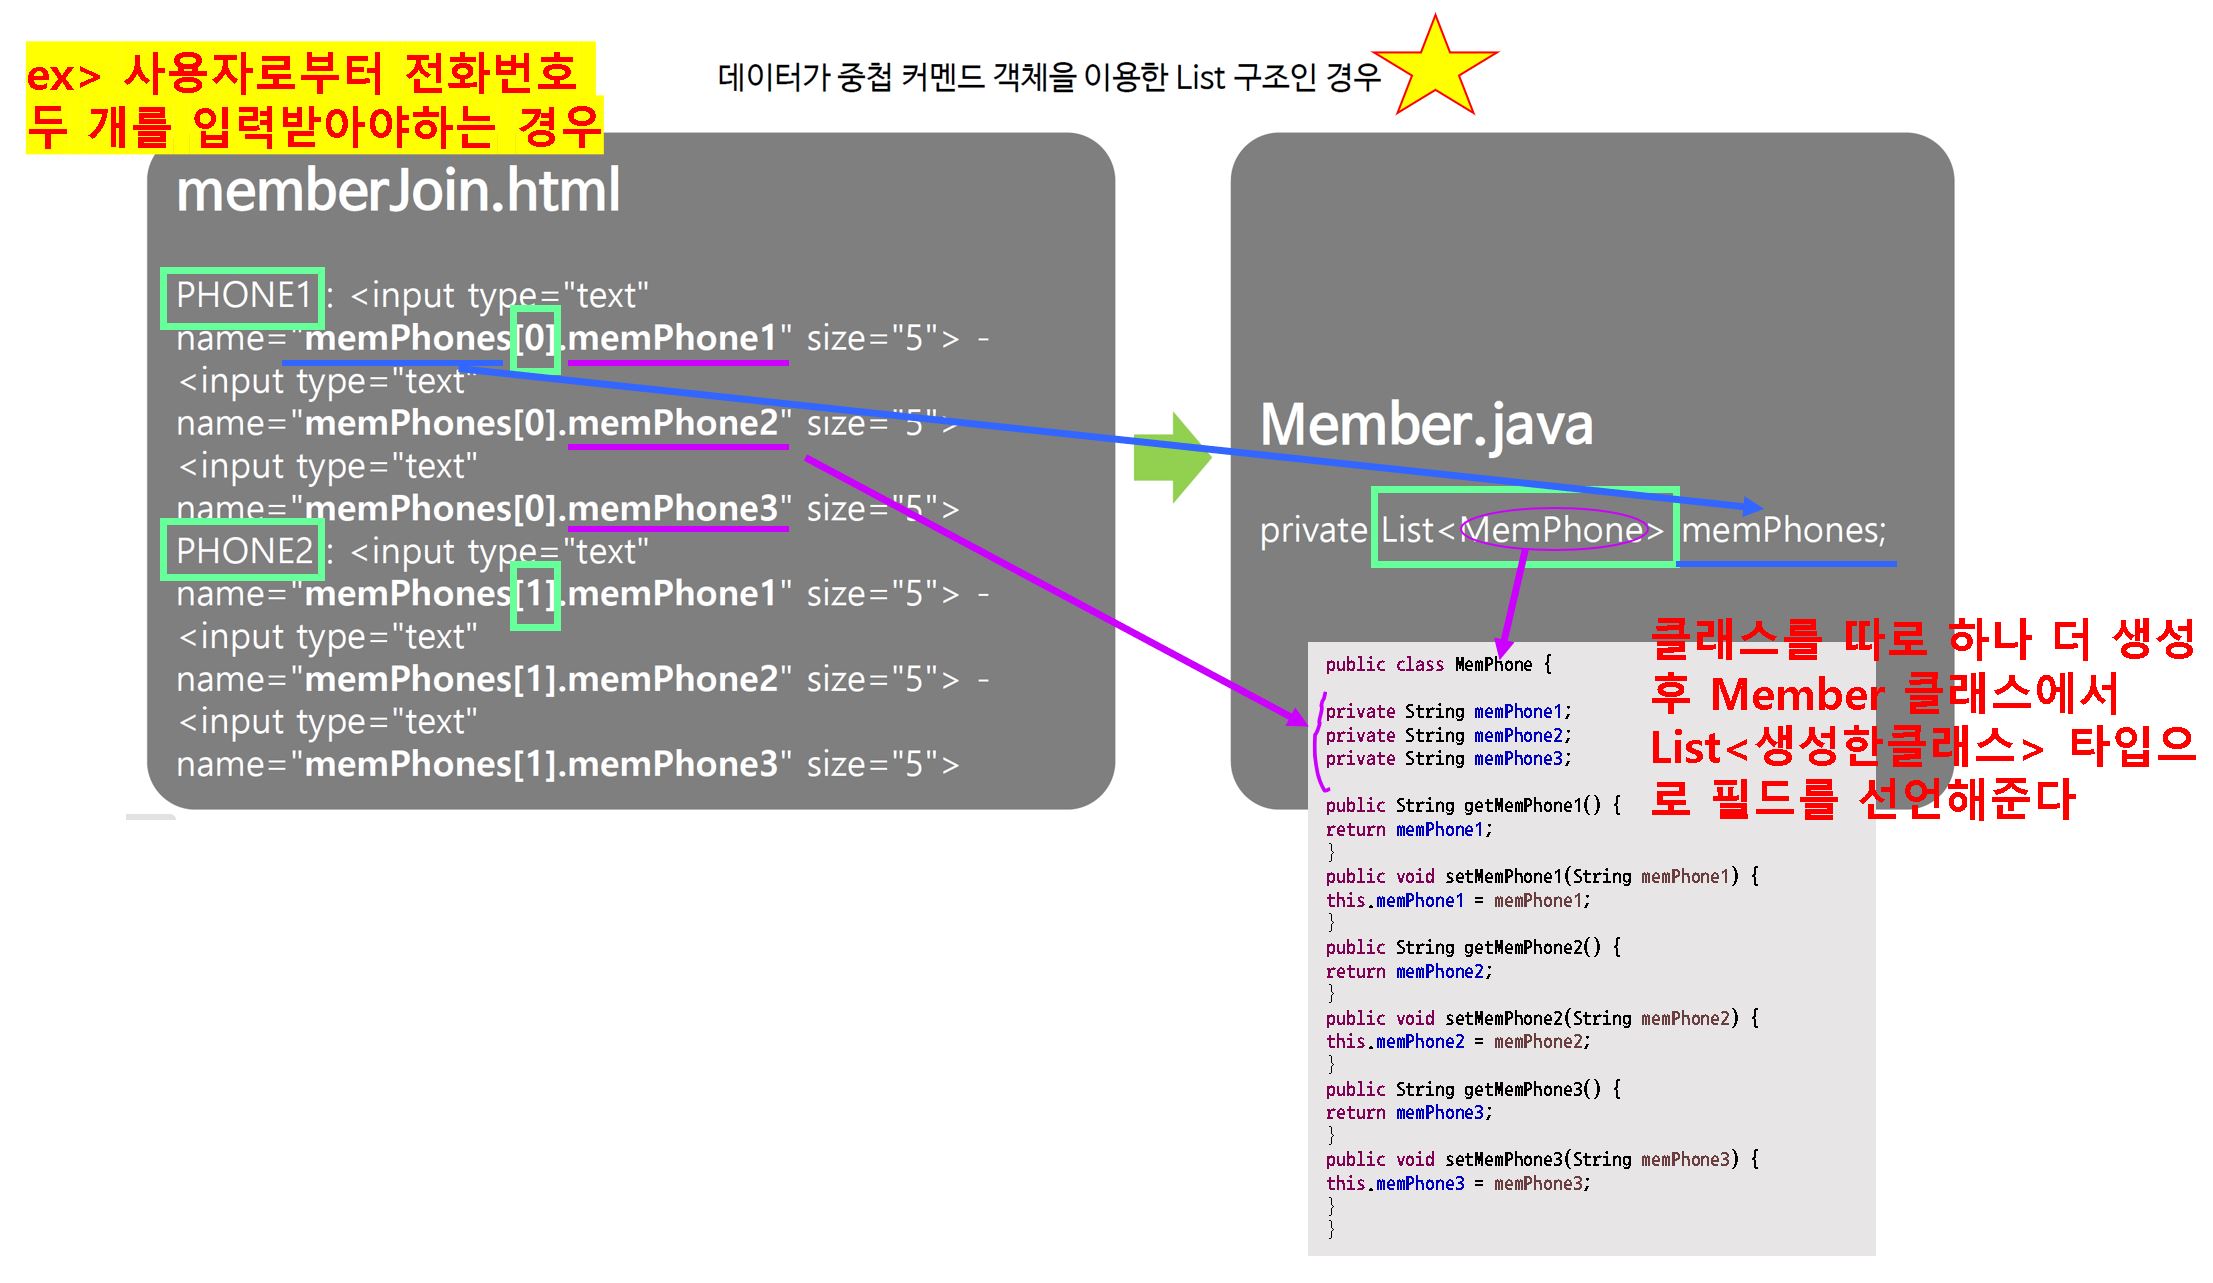 ex> 사용자로부터 전화번호
두 개를 입력받아야하는 경우
데이터가 중첩 커멘드 객체을 이용한 List 구조인 경우
memberJoin.html
PHONE1 : <input type="text"
name="memPhones[0].memPhone1" size="5"> -
<input type="text"
name="memPhones[0].memPhone2" size="5">
<input type="text"
name="memPhones[0].memPhone3" size="5">
PHONE2 : <input type="text"
name="memPhones[1].memPhone1" size="5"> -
<input type="text"
name="memPhones[1].memPhone2" size="5"> -
<input type="text"
name="memPhones[1].memPhone3" size="5">
Member.java
private List<MemPhone> memPhones;
클래스를 따로 하나 더 생성
후 Member 클래스에서
List<생성한클래스> 타입으
로 필드를 선언해준다
public class MemPhone {
private String memPhone1;
private String memPhone2;
private String memPhone3;
public String getMemPhone1() {
return memPhone1;
}
public void setMemPhone1(String memPhone1) {
this.memPhone1 = memPhone1;
}
public String getMemPhone2() {
return memPhone2;
}
public void setMemPhone2(String memPhone2) {
this.memPhone2 = memPhone2;
}
public String getMemPhone3() {
return memPhone3;
}
public void setMemPhone3(String memPhone3) {
this.memPhone3 = memPhone3;
}
}